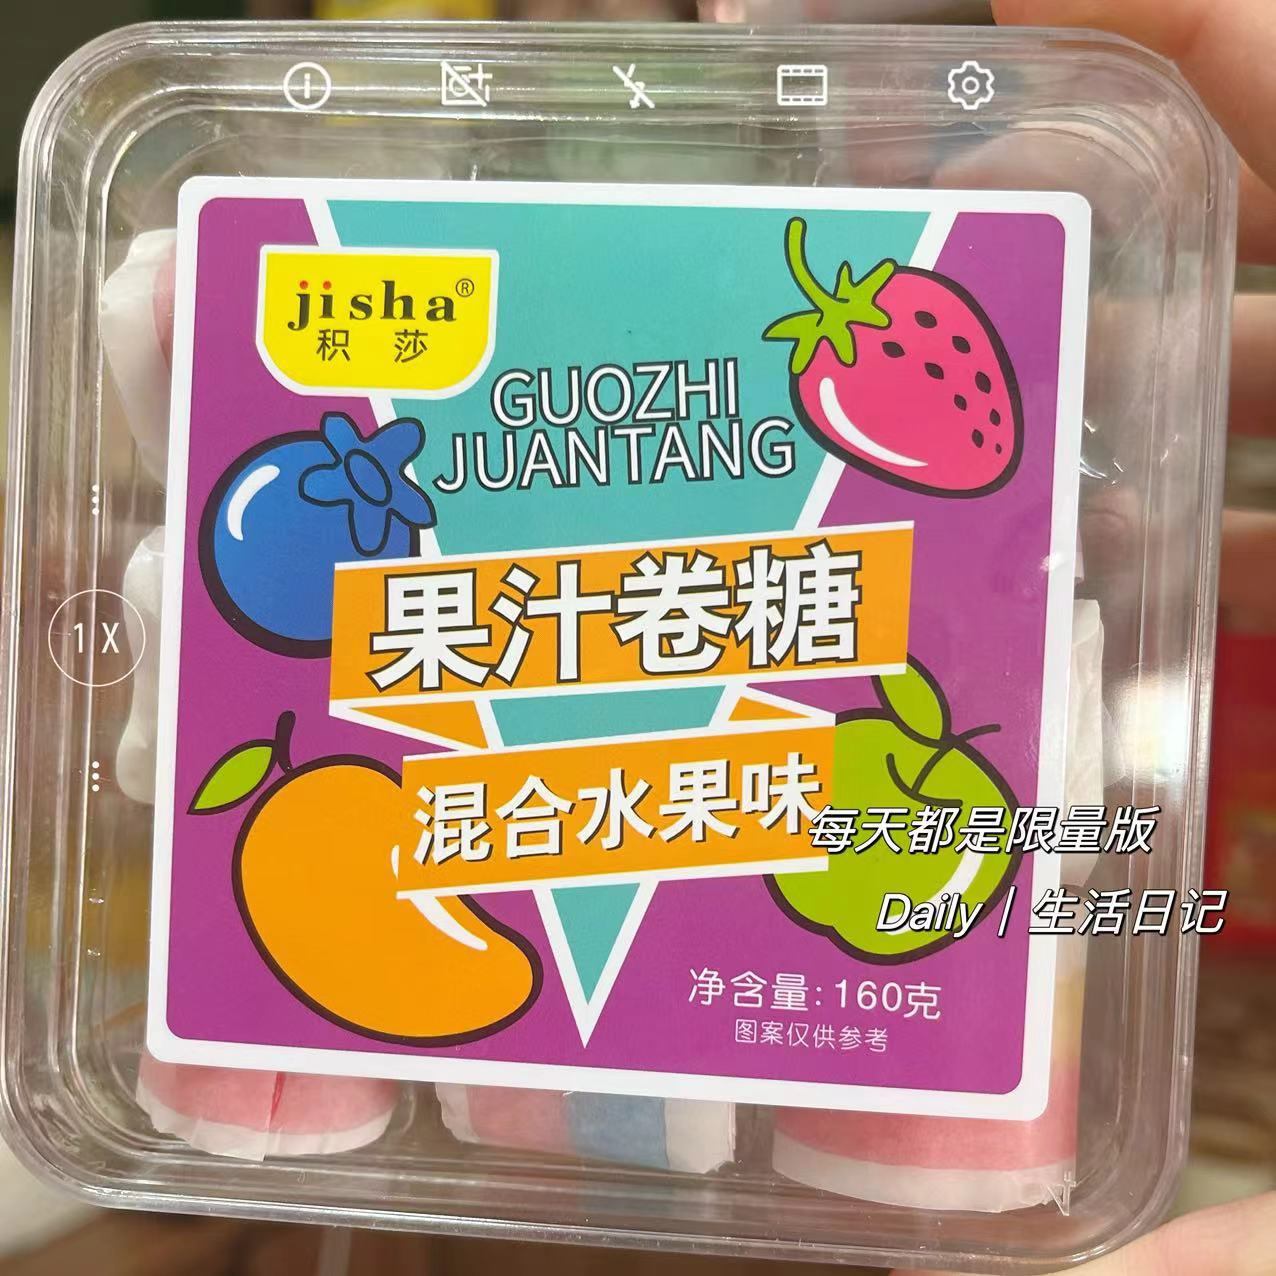 jisha®
积 莎
GUOZHI
JUANTANG
果汁卷糖
混合水果味
每天都是限量版
1X
Daily | 生活日记
净含量:160克
图案仅供参考